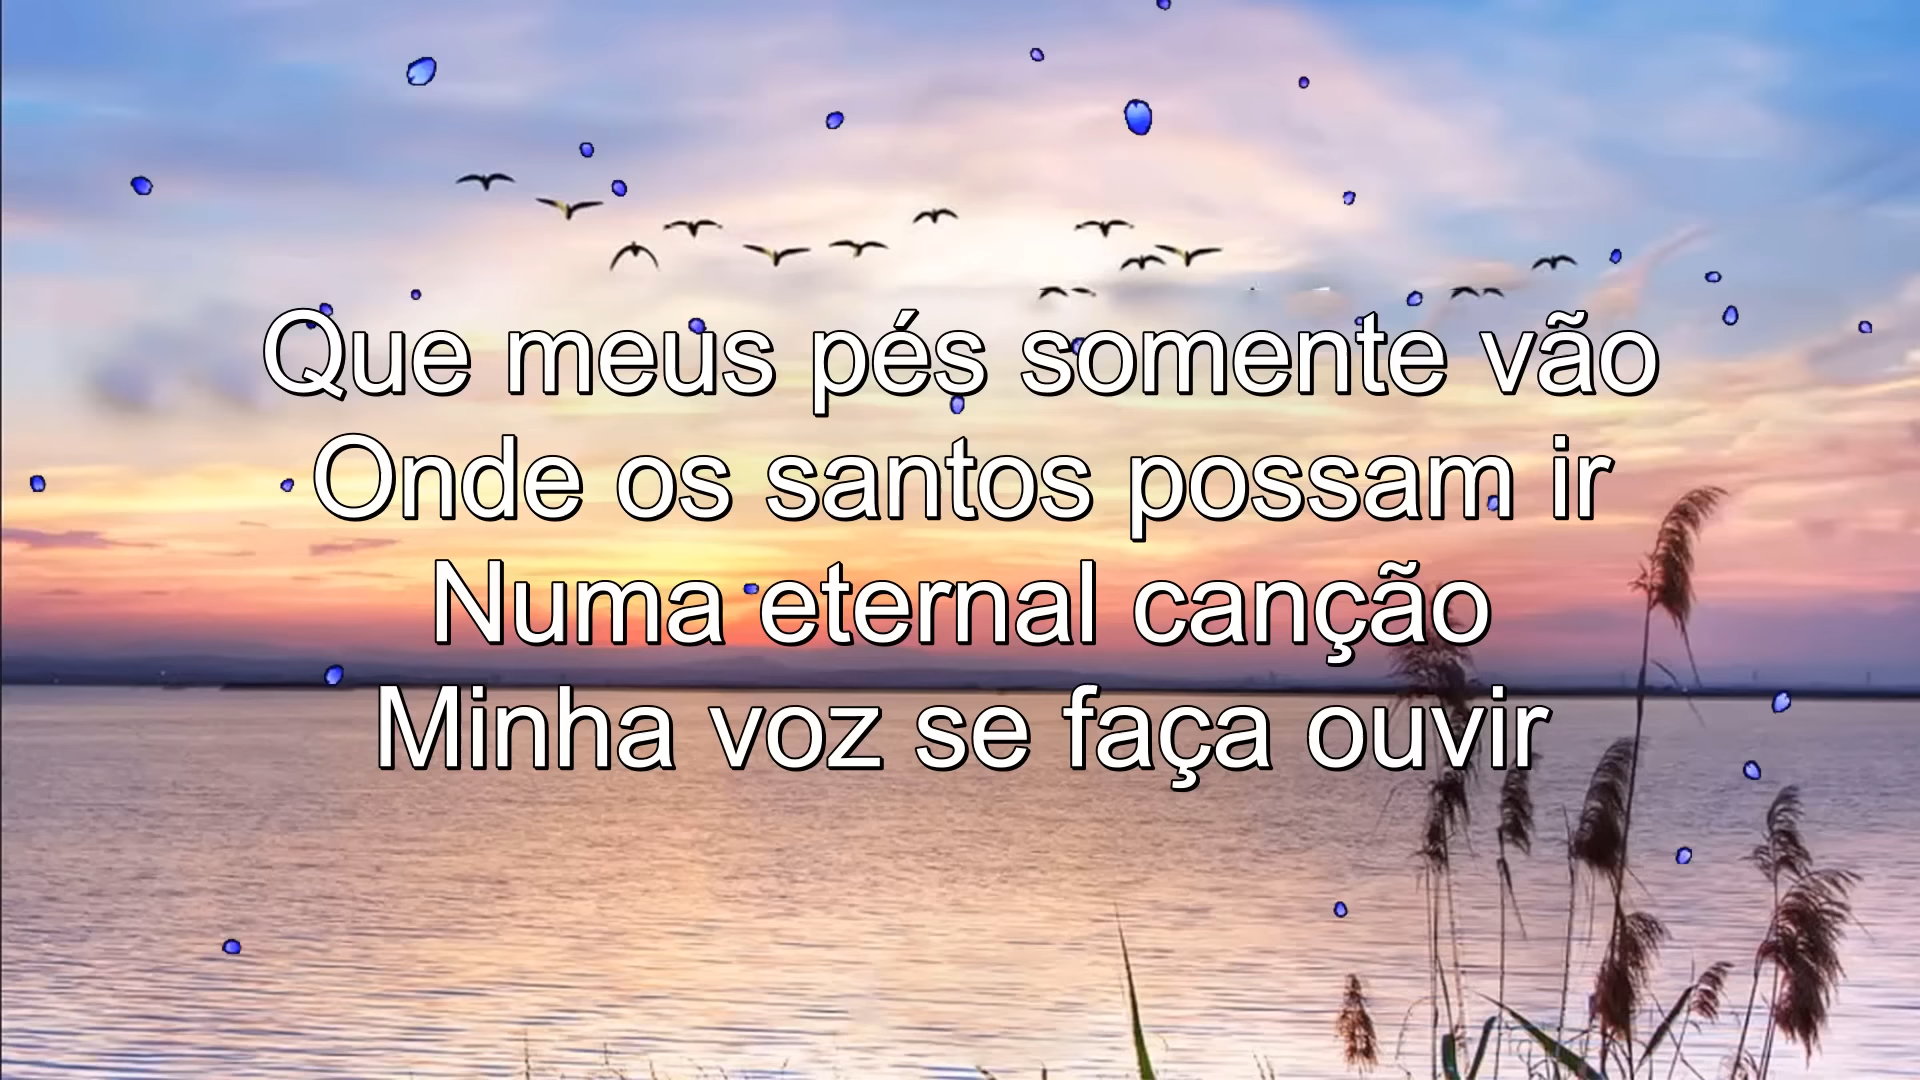 Que meus pés somente vão
Onde os santos possam ir
Numa eternal canção
Minha voz se faça ouvir